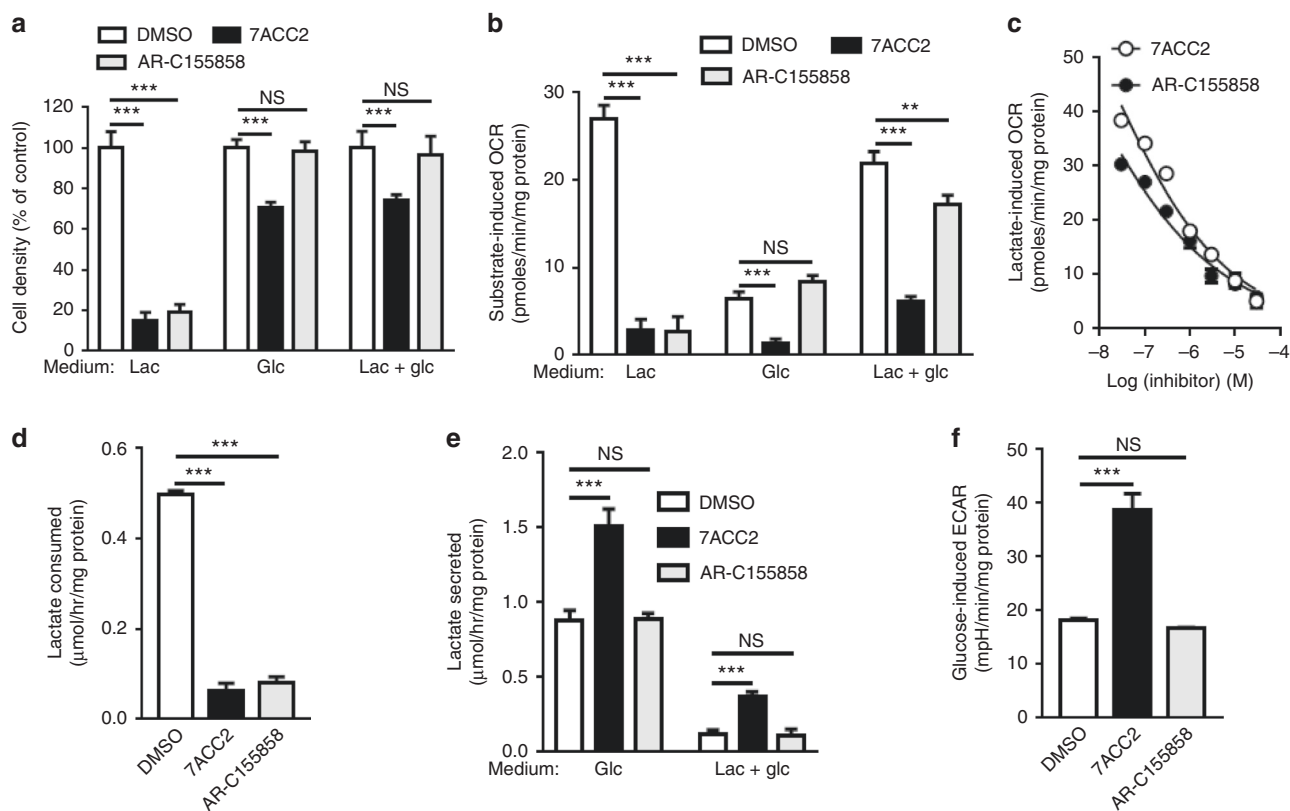 a
DMSO
7ACC2
AR-C155858
Cell density (% of control)
140
120
100
80
60
40
20
0
***
***
NS
***
NS
***
Medium:
Lac
Glc
Lac + glc
b
DMSO
7ACC2
AR-C155858
Substrate-induced OCR
(pmoles/min/mg protein)
30
20
10
0
***
***
NS
***
**
***
Medium:
Lac
Glc
Lac + glc
c
7ACC2
AR-C155858
Lactate-induced OCR
(pmoles/min/mg protein)
50
40
30
20
10
0
−8
−7
−6
−5
−4
Log (inhibitor) (M)
d
Lactate consumed
(μmol/hr/mg protein)
0.6
0.4
0.2
0.0
***
***
DMSO
7ACC2
AR-C155858
e
Lactate secreted
(μmol/hr/mg protein)
2.0
1.5
1.0
0.5
0.0
NS
***
NS
***
DMSO
7ACC2
AR-C155858
Medium:
Glc
Lac + glc
f
Glucose-induced ECAR
(mpH/min/mg protein)
50
40
30
20
10
0
NS
***
DMSO
7ACC2
AR-C155858